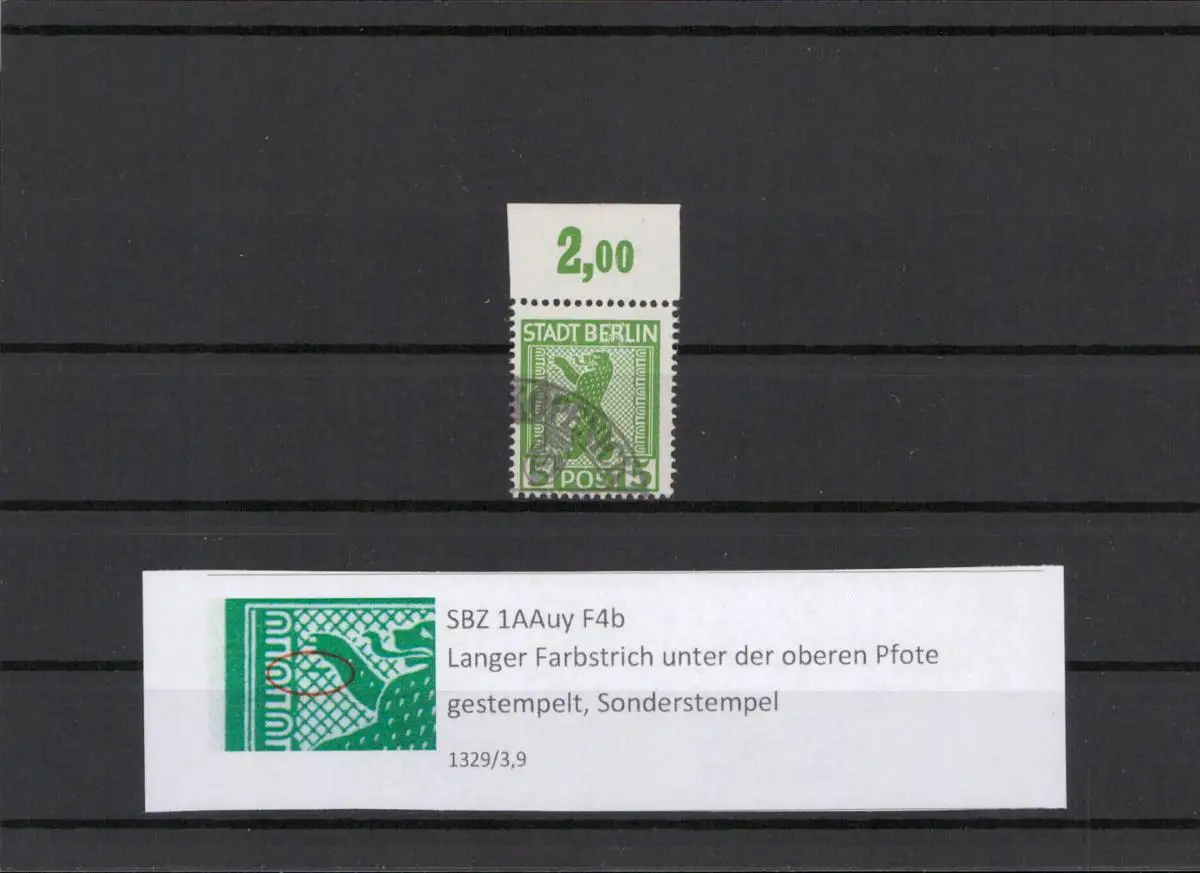 2,00
STADT BERLIN
5 POST 5
SBZ 1AAuy F4b
Langer Farbstrich unter der oberen Pfote
gestempelt, Sonderstempel
1329/3,9